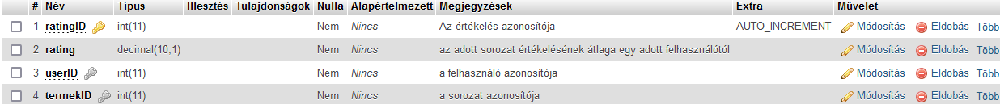 # Név Típus Illesztés Tulajdonságok Nulla Alapértelmezett Megjegyzések Extra Művelet
1 ratingID int(11) Nem Nincs Az értékelés azonosítója AUTO_INCREMENT Módosítás Eldobás Több
2 rating decimal(10,1) Nem Nincs az adott sorozat értékelésének átlaga egy adott felhasználótól Módosítás Eldobás Több
3 userID int(11) Nem Nincs a felhasználó azonosítója Módosítás Eldobás Több
4 termekID int(11) Nem Nincs a sorozat azonosítója Módosítás Eldobás Több